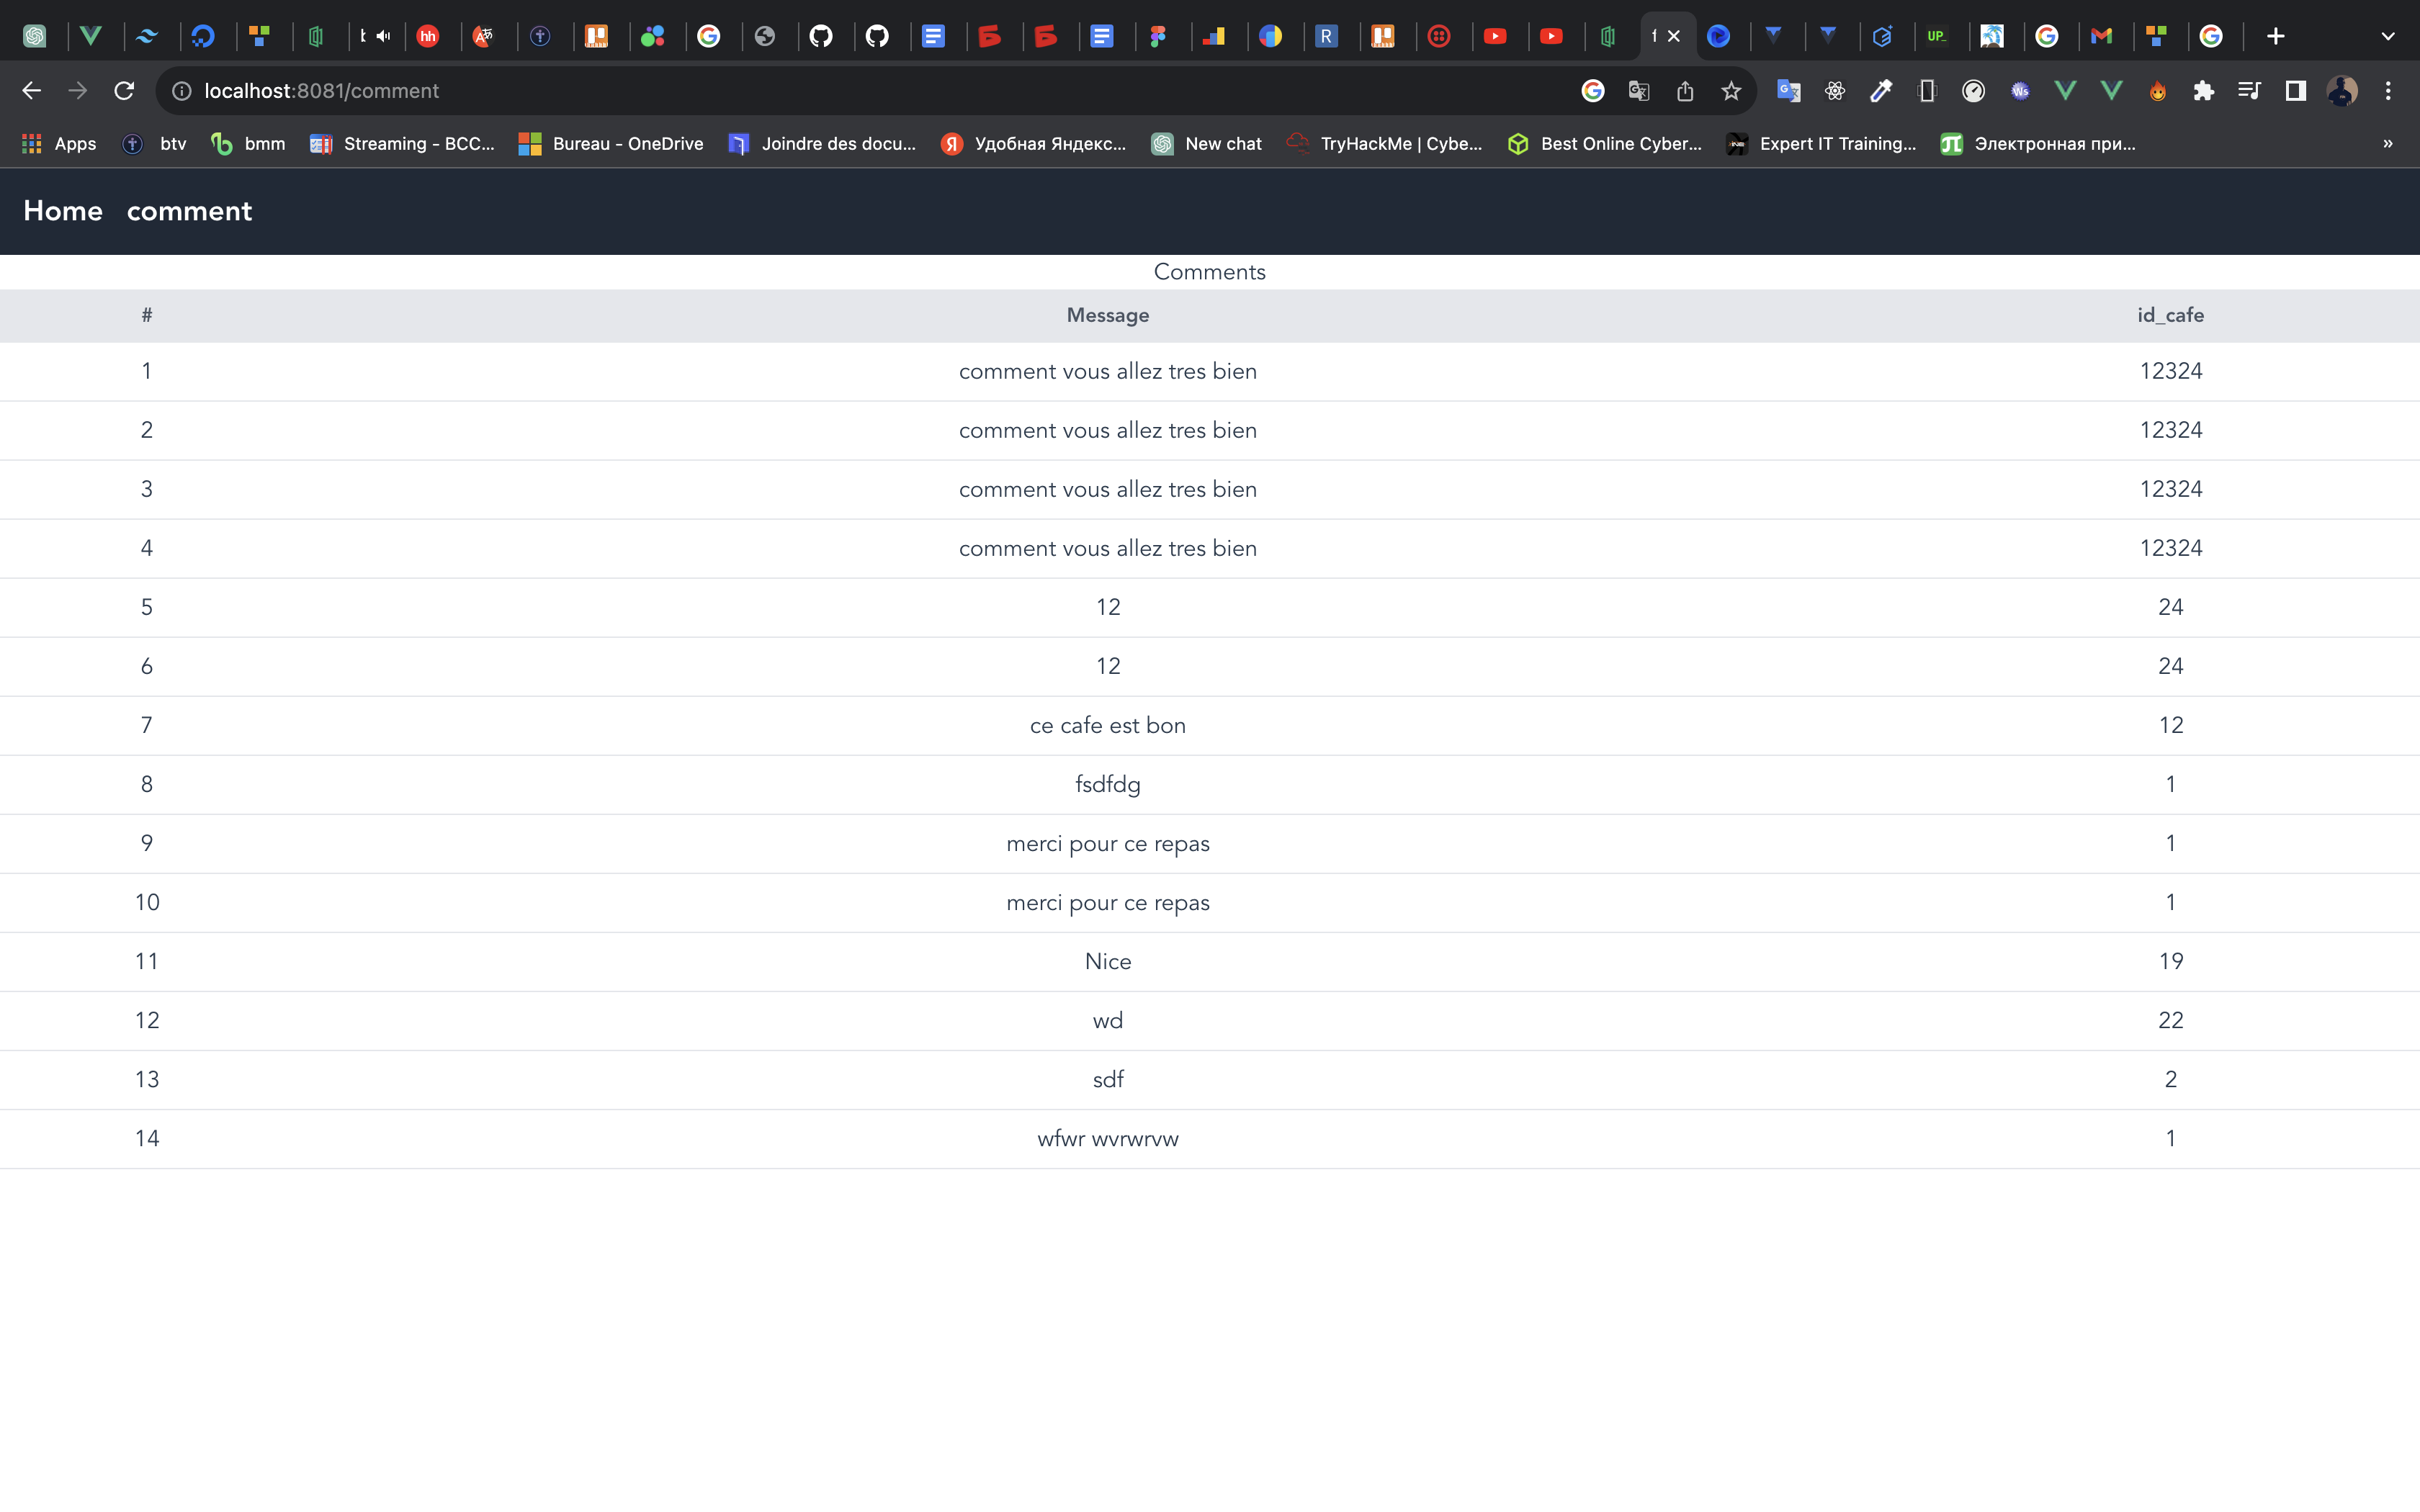 hh
R
UP_
localhost:8081/comment
Ws
Apps btv bmm Streaming - BCC... Bureau - OneDrive Joindre des docu... Удобная Яндекс... New chat TryHackMe | Cybe... Best Online Cyber... Expert IT Training... Электронная при... »
Home comment
Comments
# Message id_cafe
1 comment vous allez tres bien 12324
2 comment vous allez tres bien 12324
3 comment vous allez tres bien 12324
4 comment vous allez tres bien 12324
5 12 24
6 12 24
7 ce cafe est bon 12
8 fsdfdg 1
9 merci pour ce repas 1
10 merci pour ce repas 1
11 Nice 19
12 wd 22
13 sdf 2
14 wfwr wvrwrvw 1